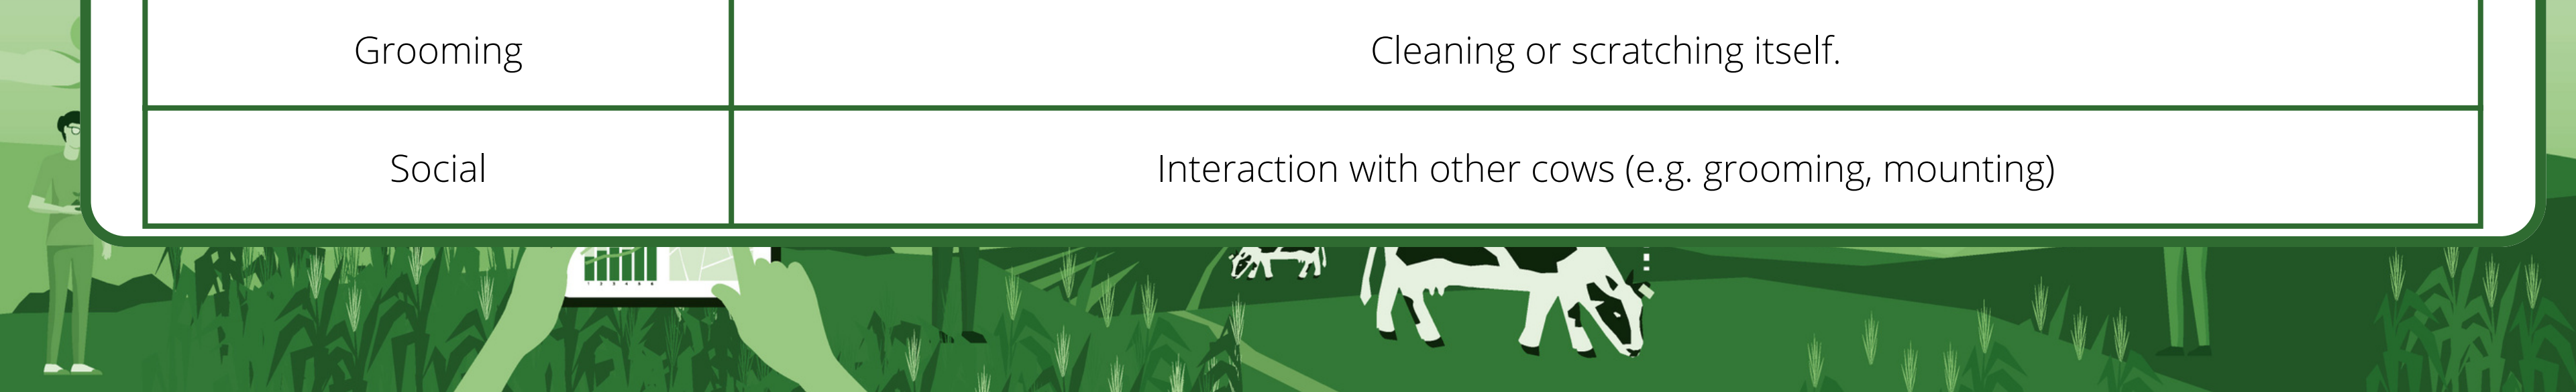 Grooming
Cleaning or scratching itself.
Social
Interaction with other cows (e.g. grooming, mounting)